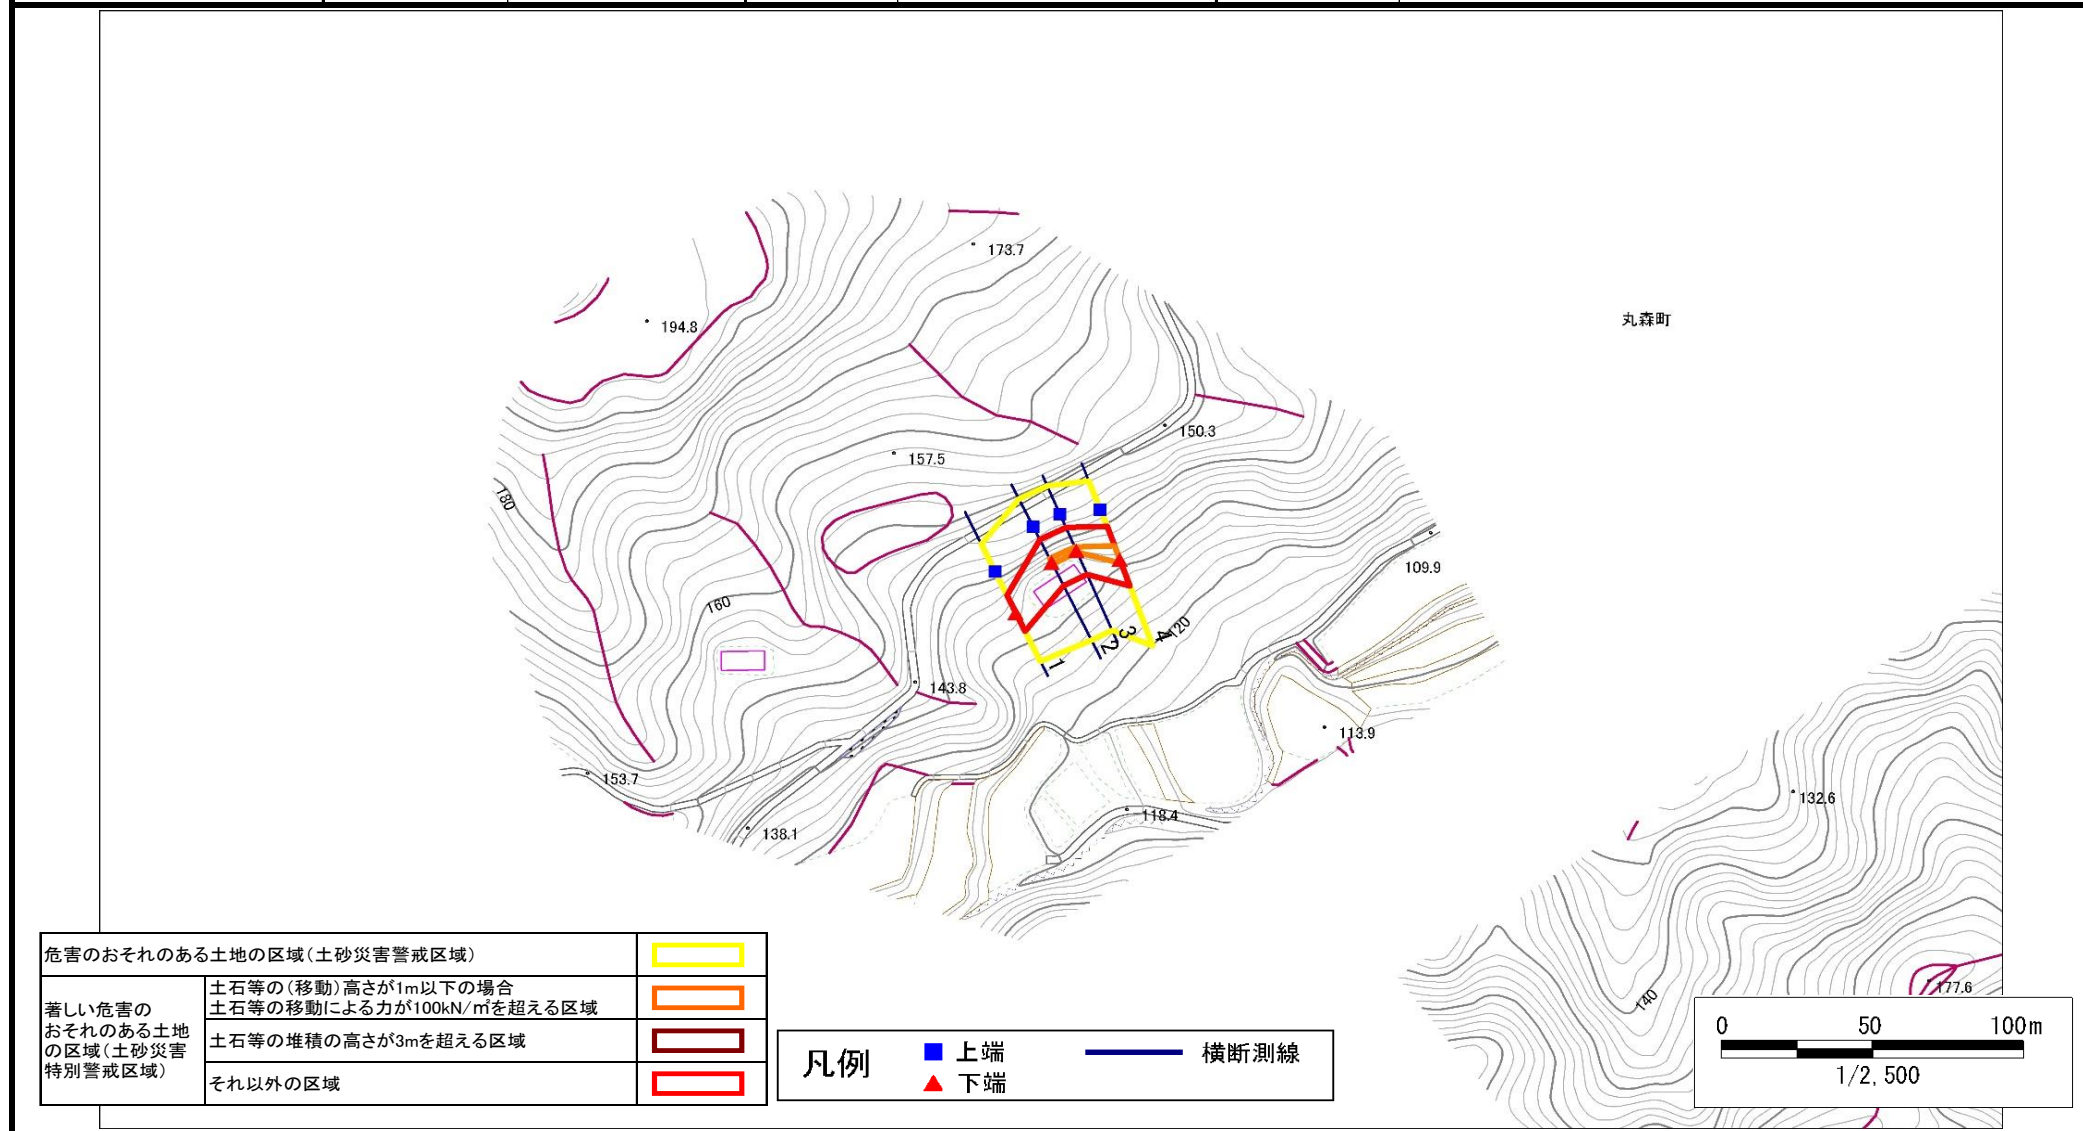 173.7
194.8
丸森町
150.3
157.5
180
109.9
160
120
1
2
3
4
143.8
113.9
153.7
132.6
118.4
138.1
177.6
140
危害のおそれのある土地の区域(土砂災害警戒区域)
著しい危害の
おそれのある土地
の区域(土砂災害
特別警戒区域)
土石等の(移動)高さが1m以下の場合
土石等の移動による力が100kN/㎡を超える区域
土石等の堆積の高さが3mを超える区域
それ以外の区域
凡例
上端
下端
横断測線
0 50 100m
1/2,500